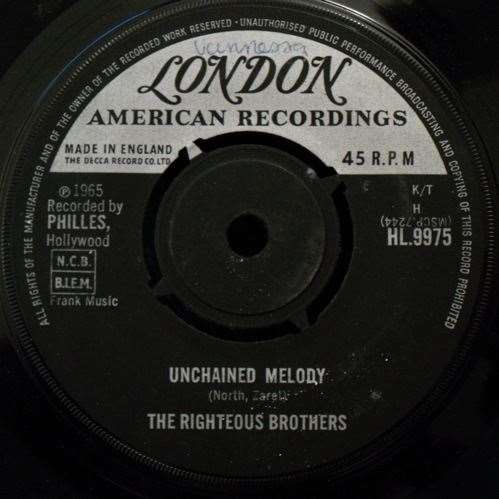 ALL RIGHTS OF THE MANUFACTURER AND OF THE OWNER OF THE RECORDED WORK RESERVED · UNAUTHORISED PUBLIC PERFORMANCE BROADCASTING AND COPYING OF THIS RECORD PROHIBITED
LONDON
AMERICAN RECORDINGS
MADE IN ENGLAND
THE DECCA RECORD CO. LTD.
45 R.P.M
℗ 1965
Recorded by
PHILLES,
Hollywood
N.C.B.
B.I.E.M.
Frank Music
K/T
H
(MSCP.7244)
HL.9975
UNCHAINED MELODY
(North, Zaret)
THE RIGHTEOUS BROTHERS